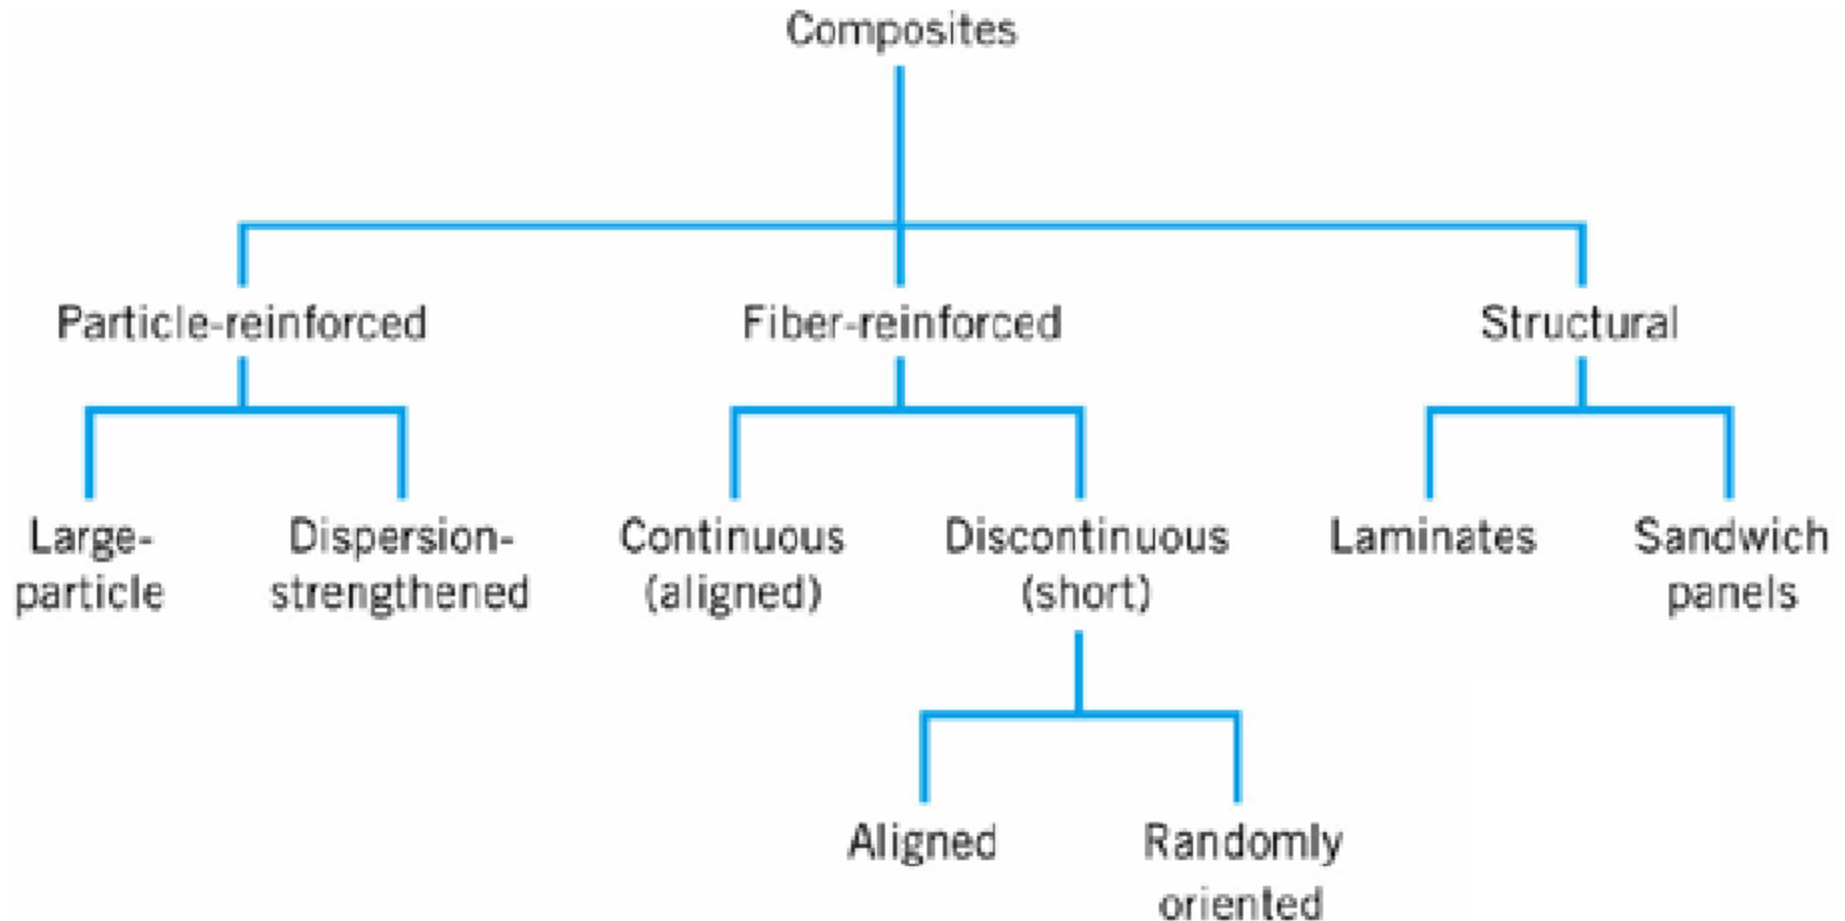 Composites
Particle-reinforced
Fiber-reinforced
Structural
Large-
particle
Dispersion-
strengthened
Continuous
(aligned)
Discontinuous
(short)
Laminates
Sandwich
panels
Aligned
Randomly
oriented